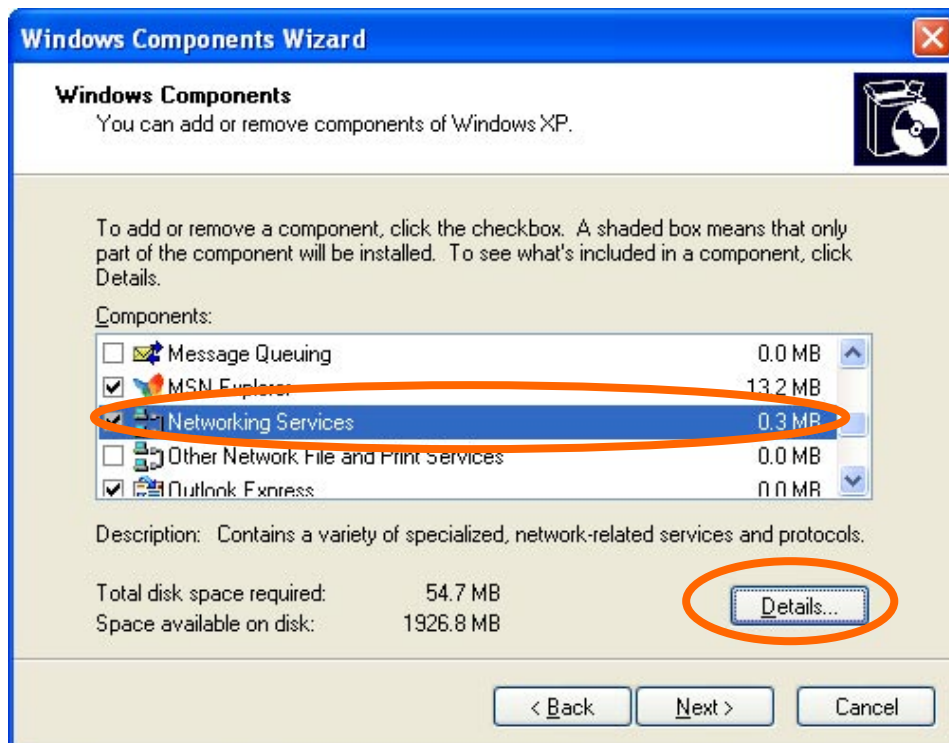 Windows Components Wizard
Windows Components
You can add or remove components of Windows XP.
To add or remove a component, click the checkbox. A shaded box means that only
part of the component will be installed. To see what's included in a component, click
Details.
Components:
Message Queuing 0.0 MB
MSN Explorer 13.2 MB
Networking Services 0.3 MB
Other Network File and Print Services 0.0 MB
Outlook Express 0.0 MB
Description: Contains a variety of specialized, network-related services and protocols.
Total disk space required: 54.7 MB
Space available on disk: 1926.8 MB
Details...
< Back Next > Cancel